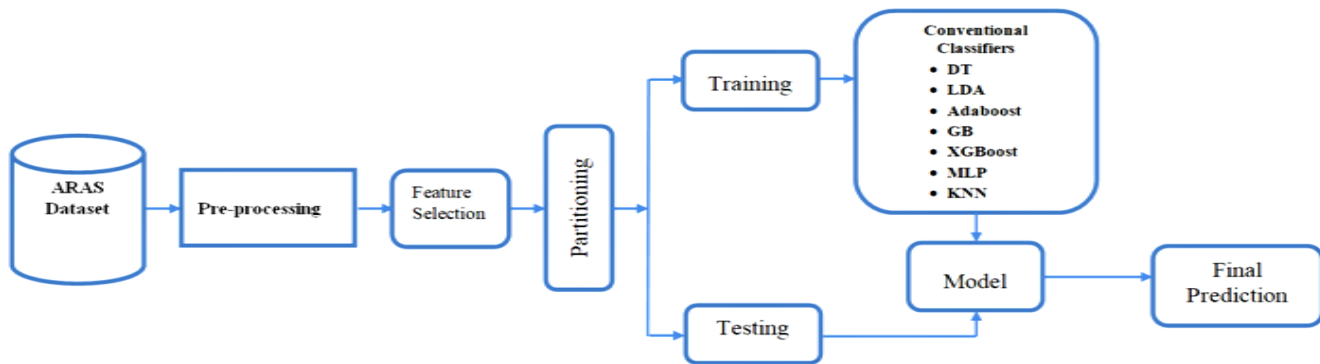 ARAS
Dataset
Pre-processing
Feature
Selection
Partitioning
Training
Conventional
Classifiers
• DT
• LDA
• Adaboost
• GB
• XGBoost
• MLP
• KNN
Testing
Model
Final
Prediction